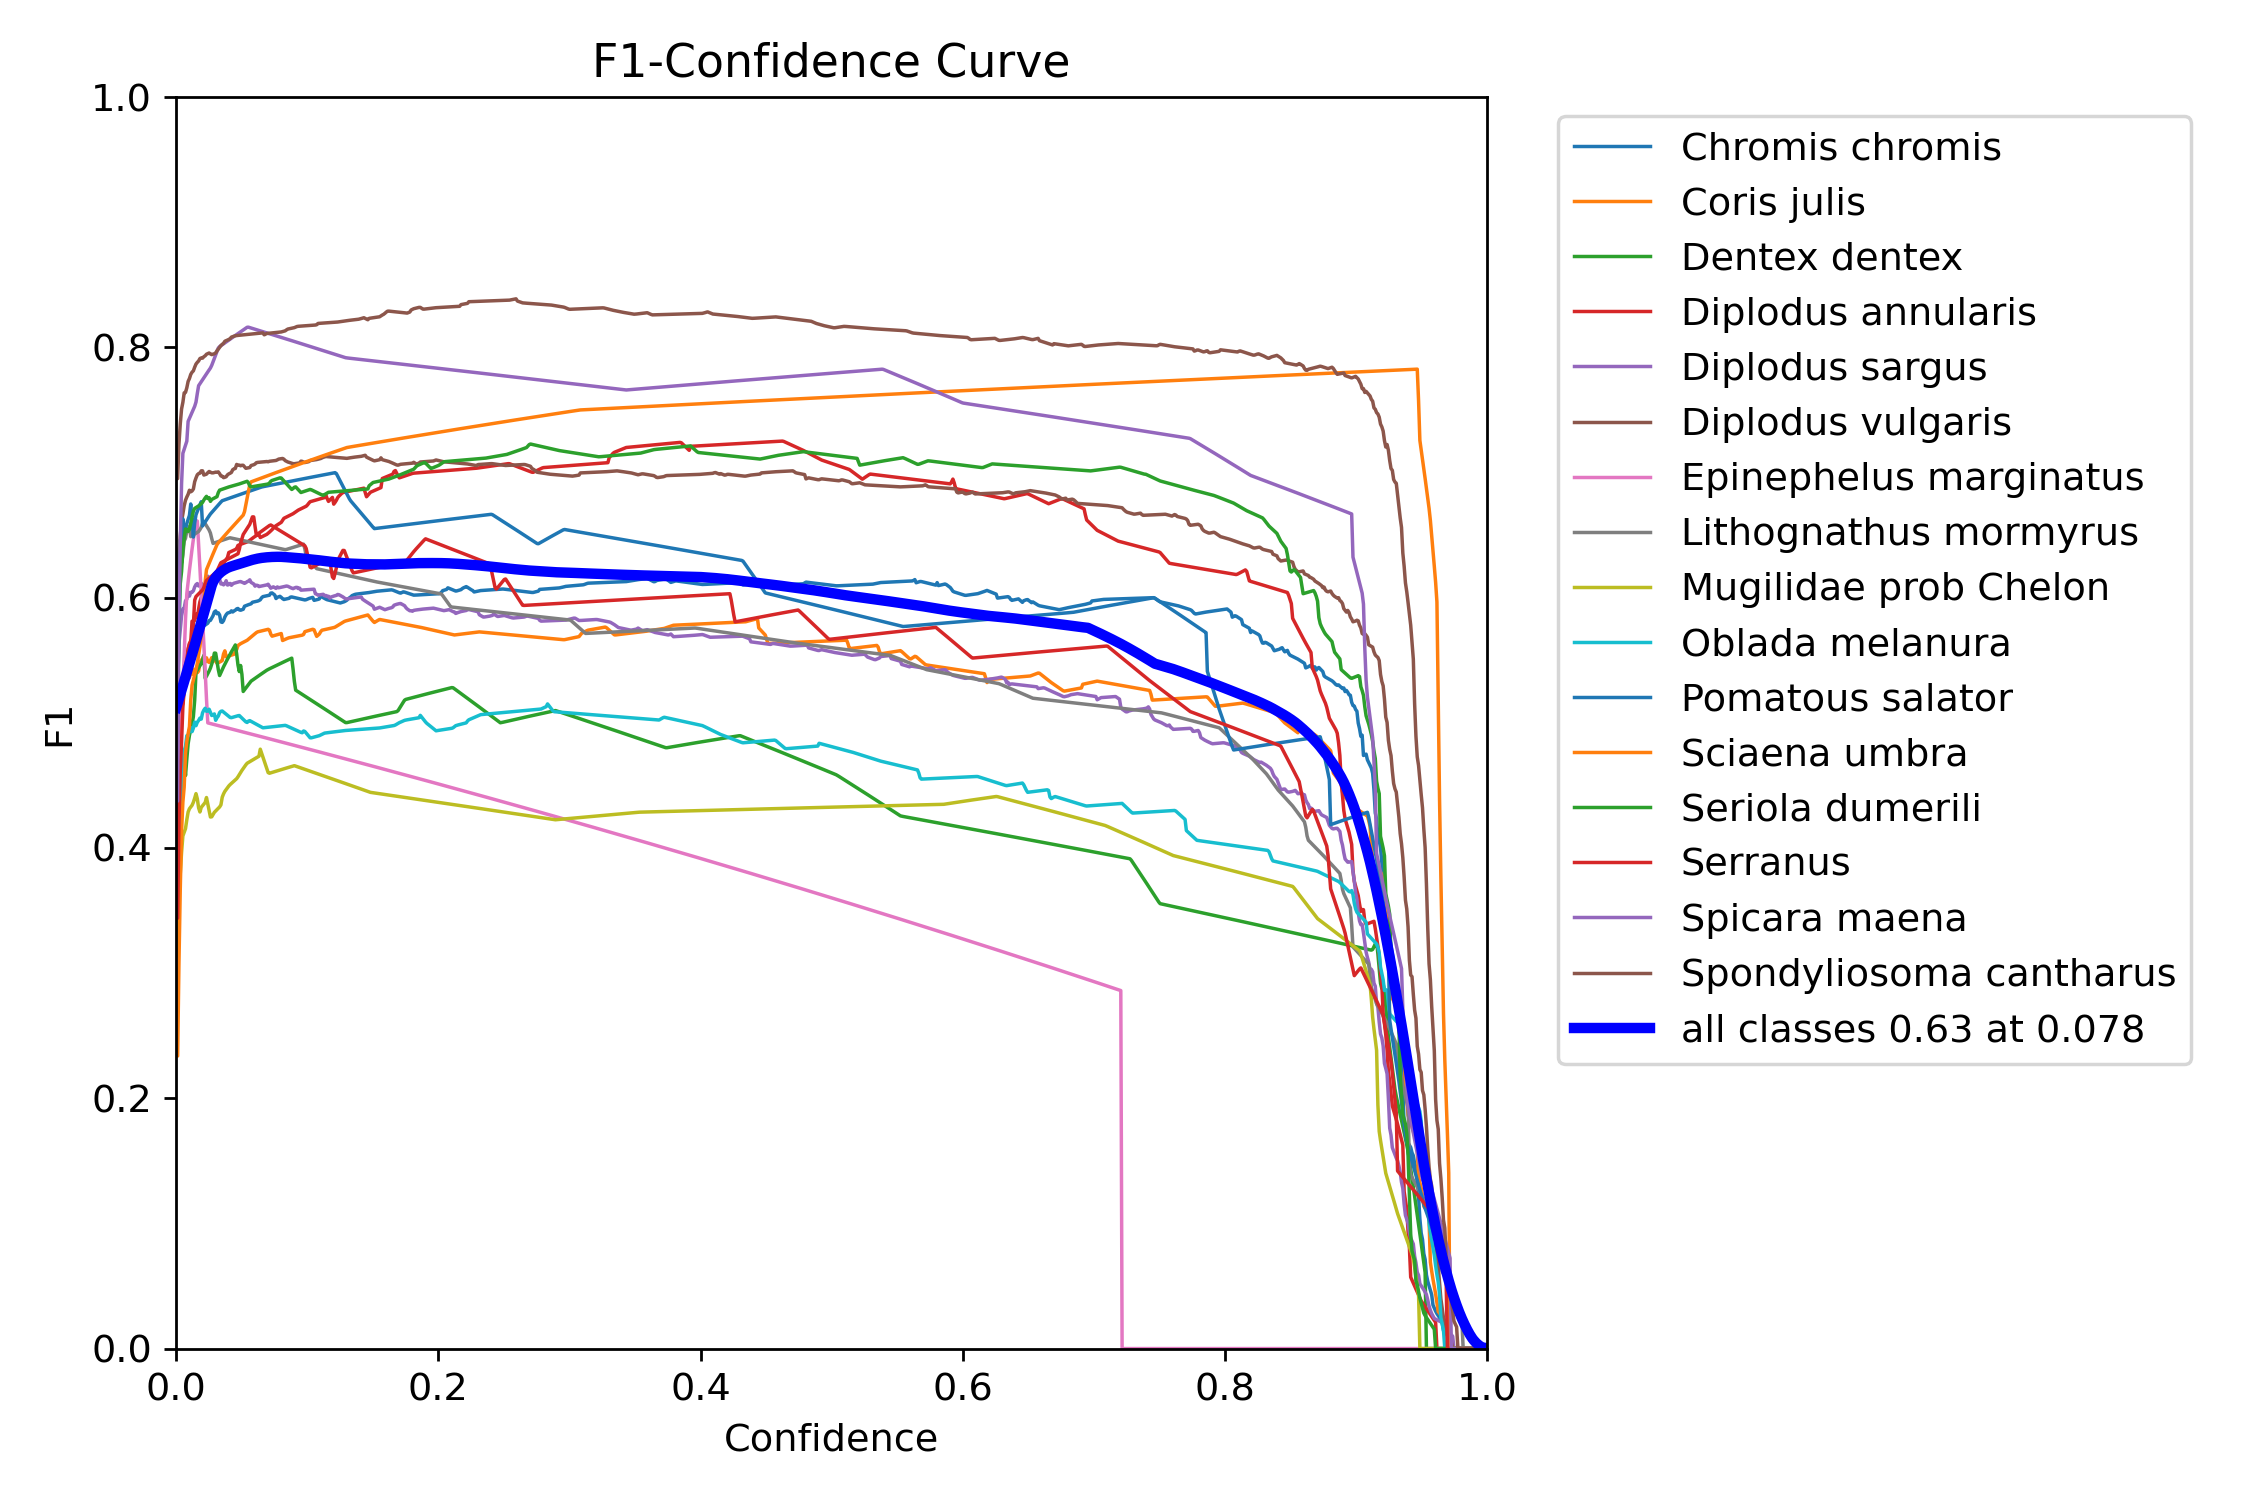 F1-Confidence Curve
1.0
0.8
0.6
0.4
0.2
0.0
F1
0.0 0.2 0.4 0.6 0.8 1.0
Confidence
Chromis chromis
Coris julis
Dentex dentex
Diplodus annularis
Diplodus sargus
Diplodus vulgaris
Epinephelus marginatus
Lithognathus mormyrus
Mugilidae prob Chelon
Oblada melanura
Pomatous salator
Sciaena umbra
Seriola dumerili
Serranus
Spicara maena
Spondyliosoma cantharus
all classes 0.63 at 0.078